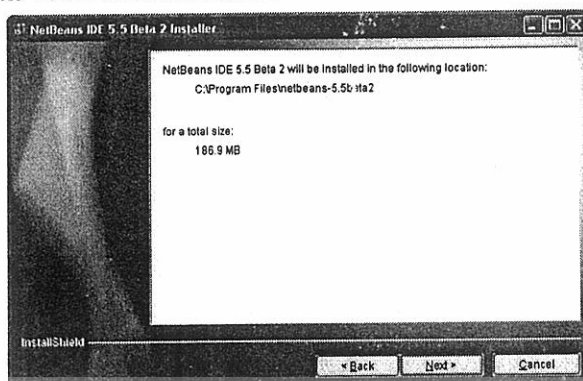 NetBeans IDE 5.5 Beta 2 Installer
NetBeans IDE 5.5 Beta 2 will be installed in the following location:
C:\Program Files\netbeans-5.5beta2
for a total size:
186.9 MB
InstallShield
< Back
Next >
Cancel